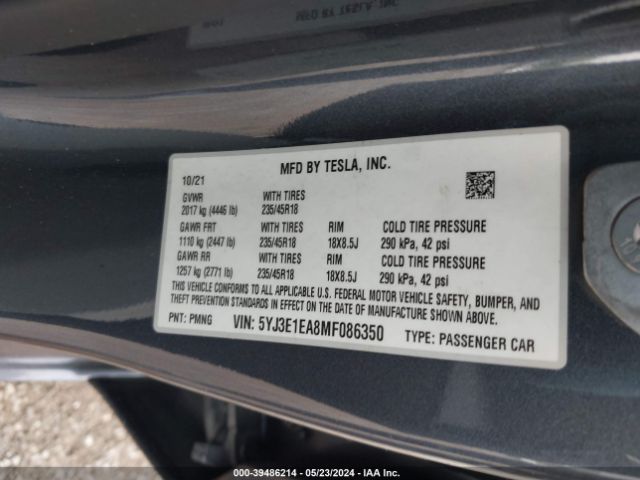 MFD BY TESLA, INC.
10/21
GVWR WITH TIRES
2017 kg (4446 lb) 235/45R18
GAWR FRT WITH TIRES RIM COLD TIRE PRESSURE
1110 kg (2447 lb) 235/45R18 18X8.5J 290 kPa, 42 psi
GAWR RR WITH TIRES RIM COLD TIRE PRESSURE
1257 kg (2771 lb) 235/45R18 18X8.5J 290 kPa, 42 psi
THIS VEHICLE CONFORMS TO ALL APPLICABLE U.S. FEDERAL MOTOR VEHICLE SAFETY, BUMPER, AND
THEFT PREVENTION STANDARDS IN EFFECT ON THE DATE OF MANUFACTURE SHOWN ABOVE.
PNT: PMNG VIN: 5YJ3E1EA8MF086350 TYPE: PASSENGER CAR
000-39486214 - 05/23/2024 - IAA Inc.